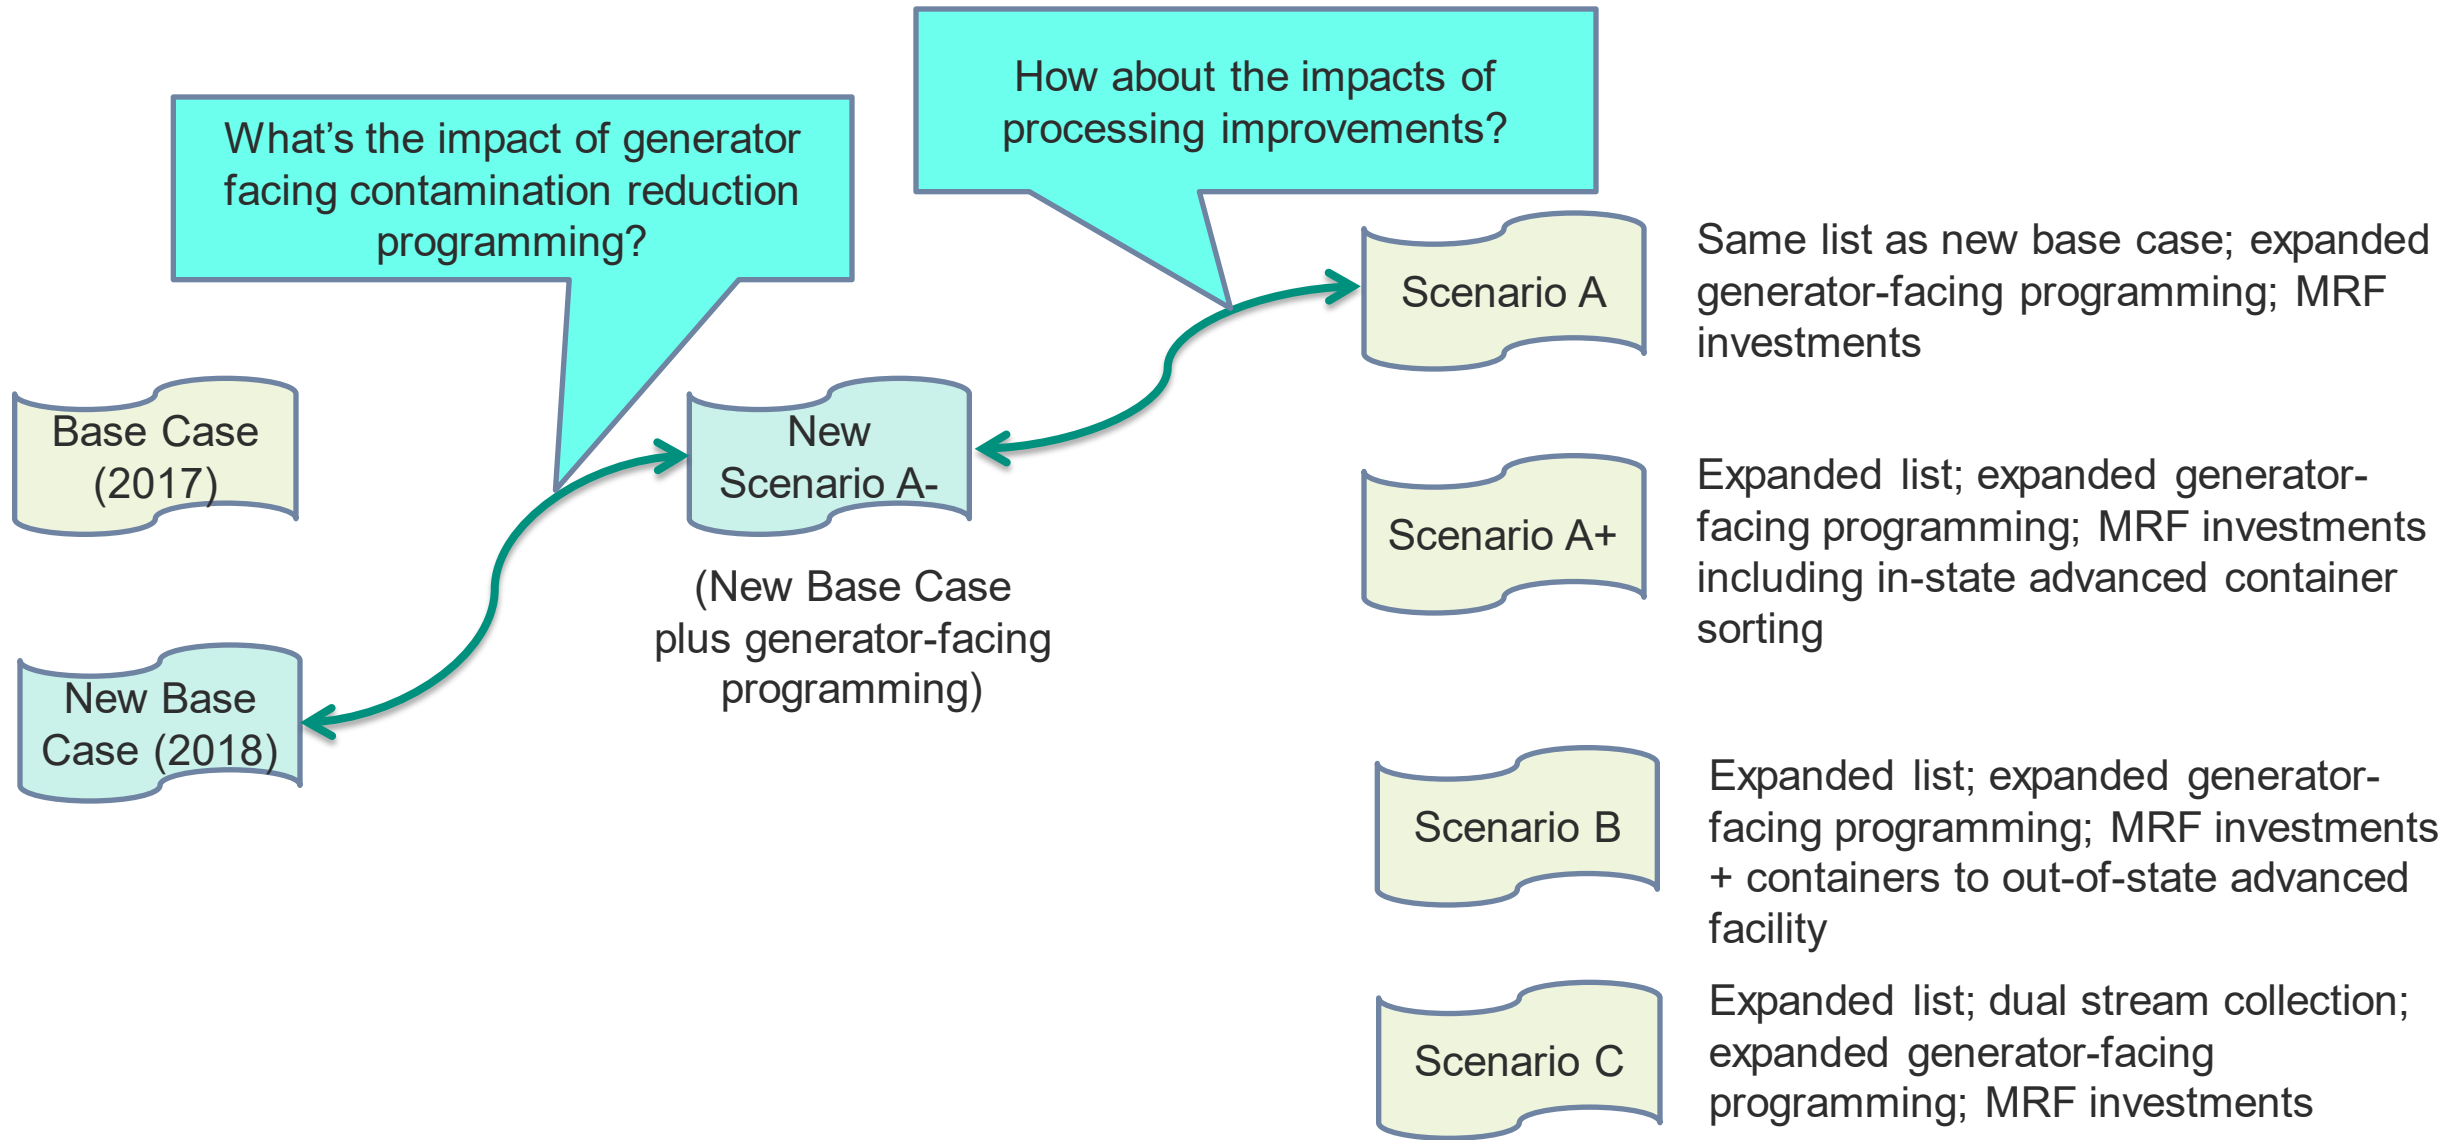 How about the impacts of
processing improvements?
What's the impact of generator
facing contamination reduction
programming?
Scenario A
Same list as new base case; expanded
generator-facing programming; MRF
investments
Base Case
(2017)
New
Scenario A-
(New Base Case
plus generator-facing
programming)
Scenario A+
Expanded list; expanded generator-
facing programming; MRF investments
including in-state advanced container
sorting
New Base
Case (2018)
Scenario B
Expanded list; expanded generator-
facing programming; MRF investments
+ containers to out-of-state advanced
facility
Scenario C
Expanded list; dual stream collection;
expanded generator-facing
programming; MRF investments